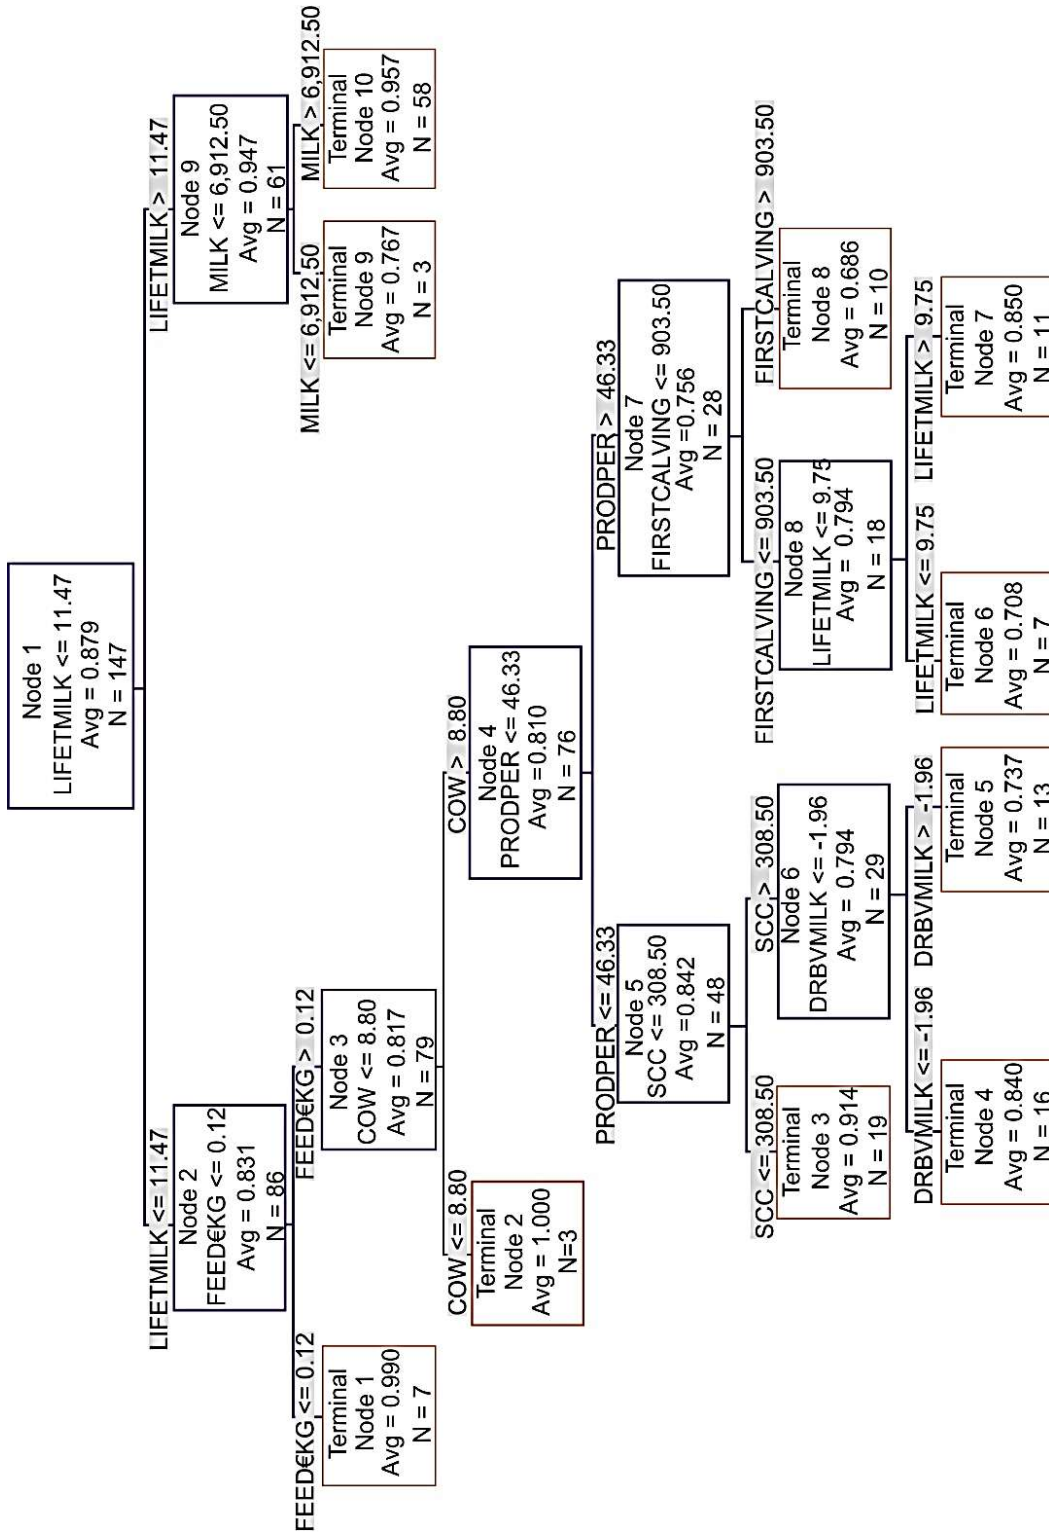 Node 1
LIFETMILK <= 11.47
Avg = 0.879
N = 147
LIFETMILK <= 11.47
LIFETMILK > 11.47
Node 2
FEED€KG <= 0.12
Avg = 0.831
N = 86
Node 9
MILK <= 6,912.50
Avg = 0.947
N = 61
FEED€KG <= 0.12
FEED€KG > 0.12
MILK <= 6,912,50
MILK > 6,912.50
Terminal
Node 1
Avg = 0.990
N = 7
Node 3
COW <= 8.80
Avg = 0.817
N = 79
Terminal
Node 9
Avg = 0.767
N = 3
Terminal
Node 10
Avg = 0.957
N = 58
COW <= 8.80
COW > 8.80
Terminal
Node 2
Avg = 1.000
N=3
Node 4
PRODPER <= 46.33
Avg = 0.810
N = 76
PRODPER <= 46.33
PRODPER > 46.33
Node 5
SCC <= 308.50
Avg =0.842
N = 48
Node 7
FIRSTCALVING <= 903.50
Avg =0.756
N = 28
SCC <= 308.50
SCC > 308.50
FIRSTCALVING <= 903.50
FIRSTCALVING > 903.50
Terminal
Node 3
Avg = 0.914
N = 19
Node 6
DRBVMILK <= -1.96
Avg = 0.794
N = 29
Node 8
LIFETMILK <= 9.75
Avg = 0.794
N = 18
Terminal
Node 8
Avg = 0.686
N = 10
DRBVMILK <= -1.96
DRBVMILK > -1.96
LIFETMILK <= 9.75
LIFETMILK > 9.75
Terminal
Node 4
Avg = 0.840
N = 16
Terminal
Node 5
Avg = 0.737
N = 13
Terminal
Node 6
Avg = 0.708
N = 7
Terminal
Node 7
Avg = 0.850
N = 11